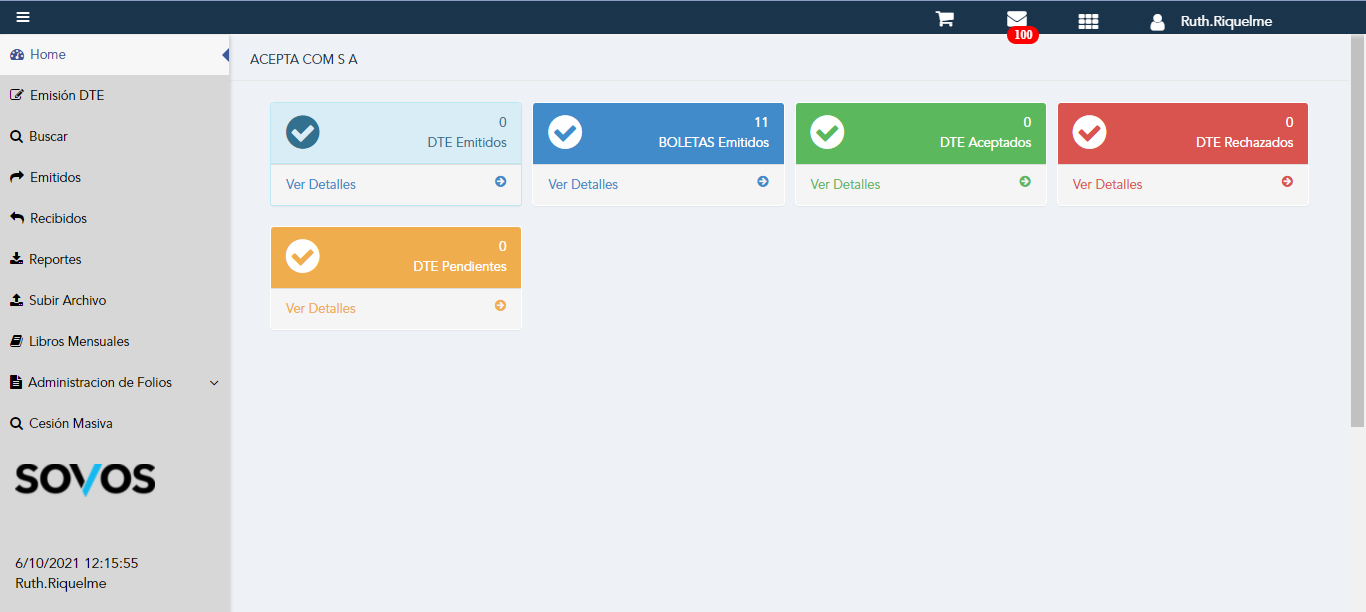 100
Ruth.Riquelme
Home
Emisión DTE
Buscar
Emitidos
Recibidos
Reportes
Subir Archivo
Libros Mensuales
Administracion de Folios
Cesión Masiva
SOVOS
6/10/2021 12:15:55
Ruth.Riquelme
ACEPTA COM S A
0
DTE Emitidos
Ver Detalles
11
BOLETAS Emitidos
Ver Detalles
0
DTE Aceptados
Ver Detalles
0
DTE Rechazados
Ver Detalles
0
DTE Pendientes
Ver Detalles